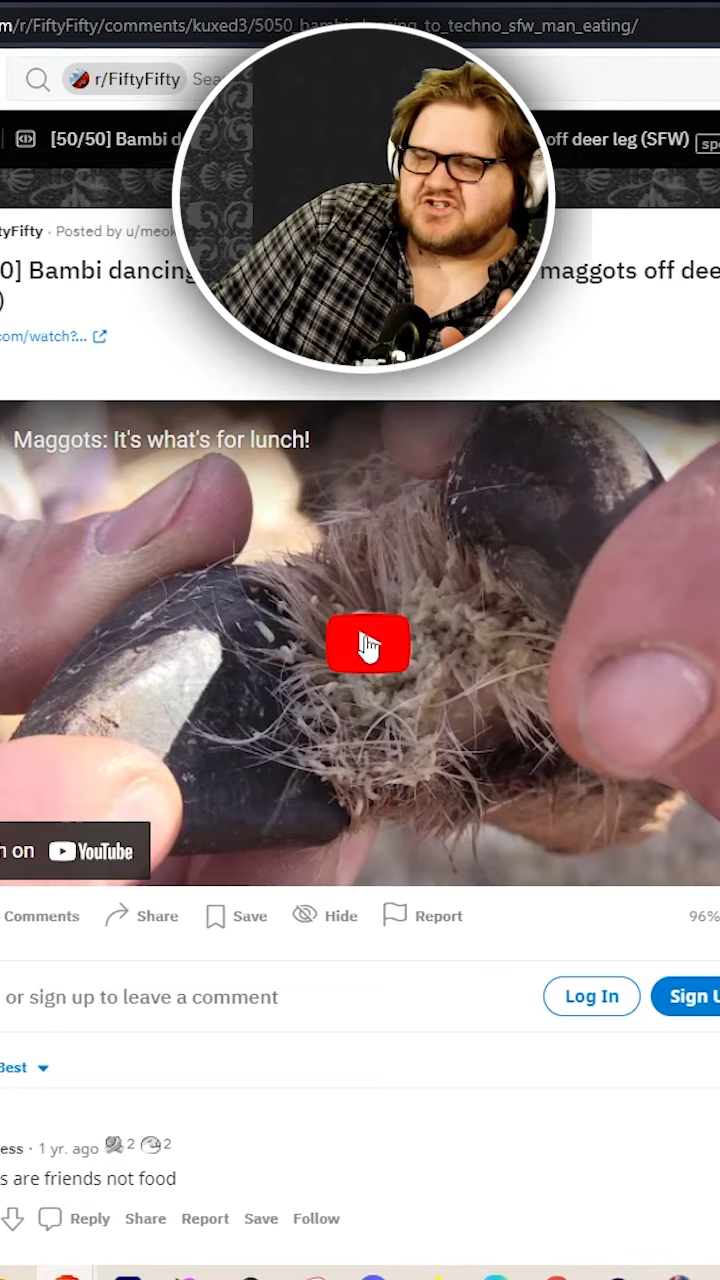 m/r/FiftyFifty/comments/kuxed3/5050_bambi_dancing_to_techno_sfw_man_eating/
r/FiftyFifty Sea
[50/50] Bambi d off deer leg (SFW) spo
tyFifty · Posted by u/meok
0] Bambi dancing maggots off dee
)
com/watch?...
Maggots: It's what's for lunch!
n on YouTube
Comments Share Save Hide Report 96%
or sign up to leave a comment Log In Sign U
Best
ess · 1 yr. ago 2 2
s are friends not food
Reply Share Report Save Follow